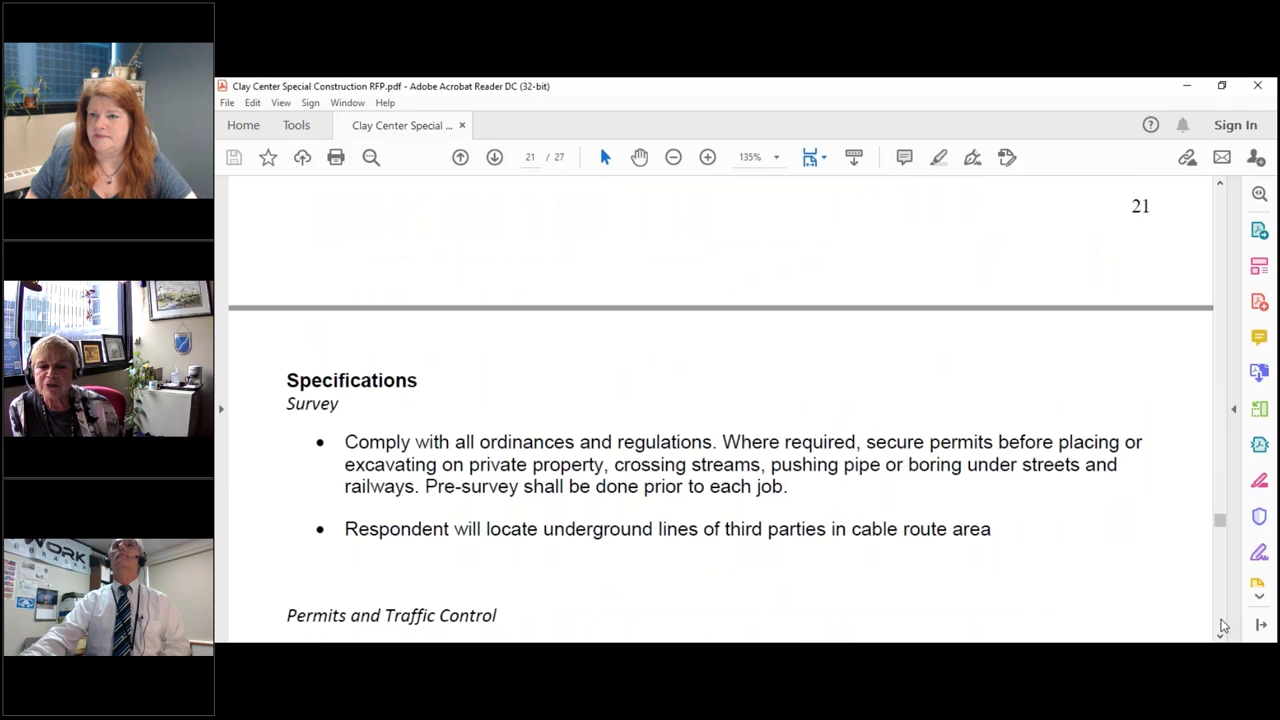 Clay Center Special Construction RFP.pdf - Adobe Acrobat Reader DC (32-bit)
File Edit View Sign Window Help
Home Tools Clay Center Special ... × Sign In
21 / 27 135%
21
Specifications
Survey
• Comply with all ordinances and regulations. Where required, secure permits before placing or
excavating on private property, crossing streams, pushing pipe or boring under streets and
railways. Pre-survey shall be done prior to each job.
• Respondent will locate underground lines of third parties in cable route area
Permits and Traffic Control
WORK